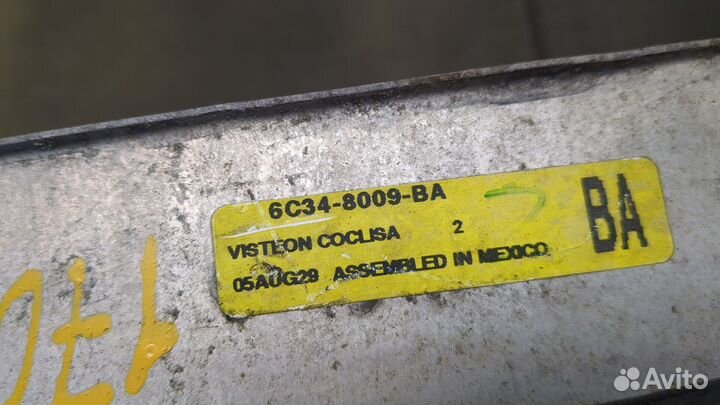 6C34-8009-BA
VISTEON COCLISA 2
05AUG29 ASSEMBLED IN MEXICO
BA
Avito